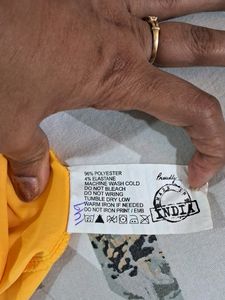 96% POLYESTER
4% ELASTANE
MACHINE WASH COLD
DO NOT BLEACH
DO NOT WRING
TUMBLE DRY LOW
WARM IRON IF NEEDED
DO NOT IRON PRINT / EMB
Proudly
INDIA